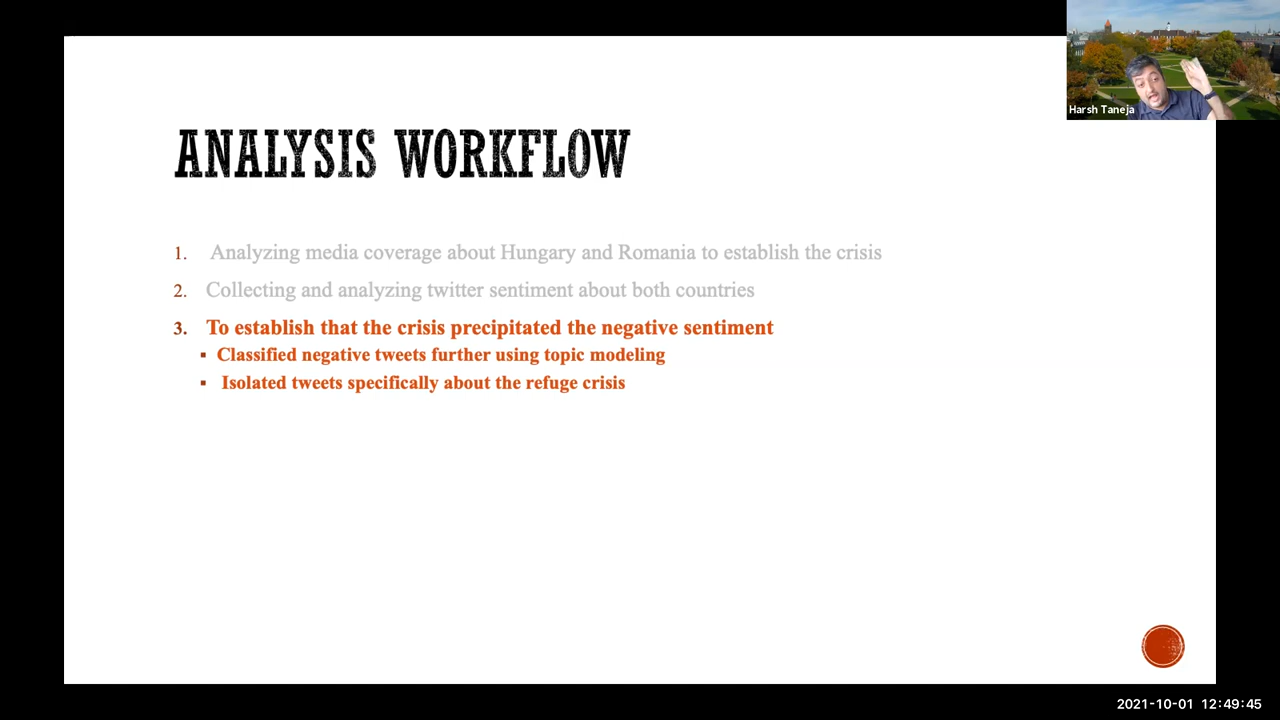 Harsh Taneja
ANALYSIS WORKFLOW
1. Analyzing media coverage about Hungary and Romania to establish the crisis
2. Collecting and analyzing twitter sentiment about both countries
3. To establish that the crisis precipitated the negative sentiment
▪ Classified negative tweets further using topic modeling
▪ Isolated tweets specifically about the refuge crisis
2021-10-01 12:49:45